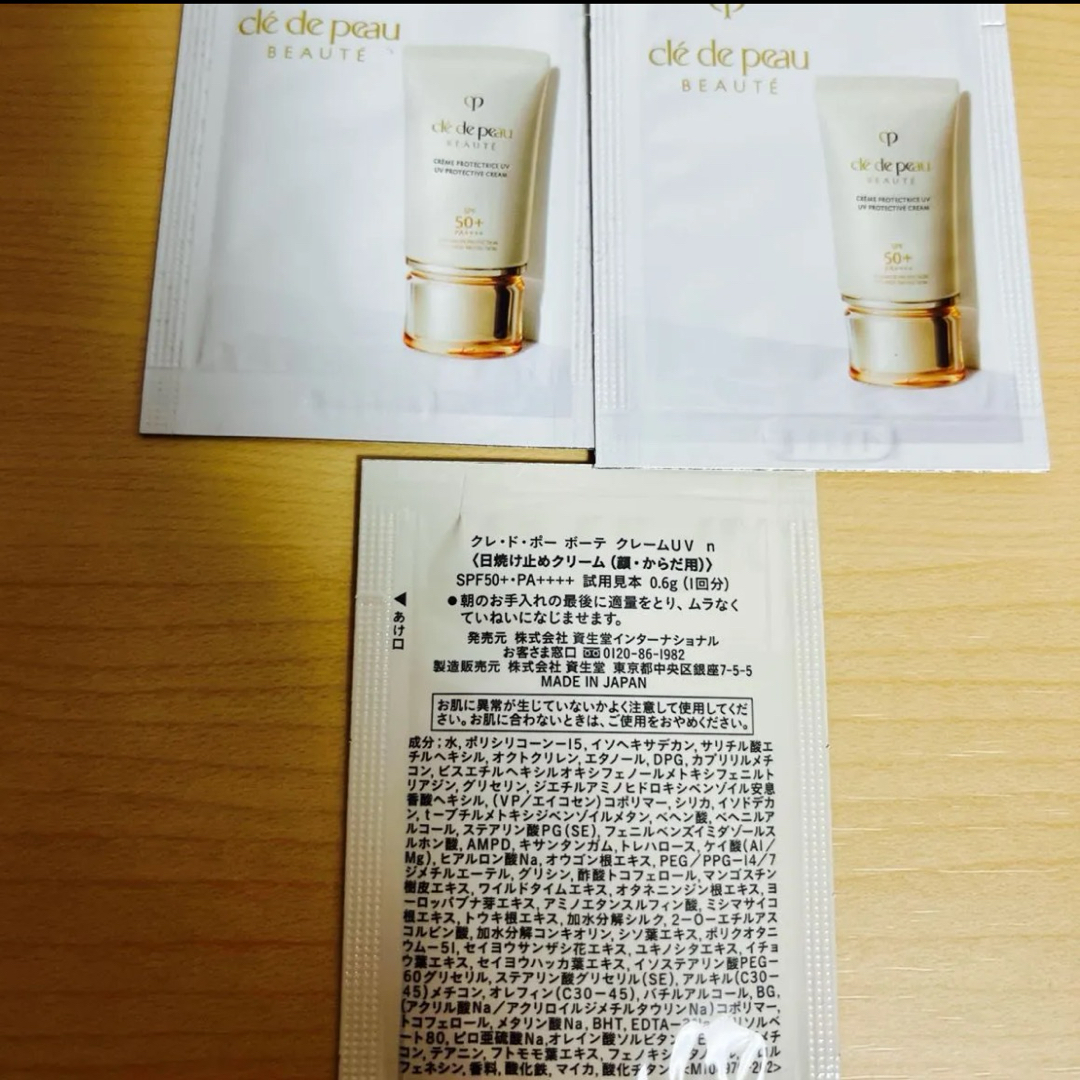 clé de peau
BEAUTÉ
clé de peau
BEAUTÉ
CRÈME PROTECTRICE UV
UV PROTECTIVE CREAM
SPF
50+
PA++++
clé de peau
BEAUTÉ
clé de peau
BEAUTÉ
CRÈME PROTECTRICE UV
UV PROTECTIVE CREAM
SPF
50+
PA++++
クレ・ド・ポー ボーテ クレームUV n
〈日焼け止めクリーム (顔・からだ用)〉
SPF50+・PA++++ 試用見本 0.6g (1回分)
●朝のお手入れの最後に適量をとり、ムラなく
ていねいになじませます。
◀あけ口
発売元 株式会社 資生堂インターナショナル
お客さま窓口 0120-86-1982
製造販売元 株式会社 資生堂 東京都中央区銀座7-5-5
MADE IN JAPAN
お肌に異常が生じていないかよく注意して使用してくだ
さい。お肌に合わないときは、ご使用をおやめください。
成分:水, ポリシリコーン-15, イソヘキサデカン, サリチル酸エ
チルヘキシル, オクトクリレン, エタノール, DPG, カプリリルメチ
コン, ビスエチルヘキシルオキシフェノールメトキシフェニルト
リアジン, グリセリン, ジエチルアミノヒドロキシベンゾイル安息
香酸ヘキシル, (VP/エイコセン)コポリマー, シリカ, イソドデカ
ン, t-ブチルメトキシジベンゾイルメタン, ベヘン酸, ベヘニルア
ルコール, ステアリン酸PG(SE), フェニルベンズイミダゾールス
ルホン酸, AMPD, キサンタンガム, トレハロース, ケイ酸(Al/
Mg), ヒアルロン酸Na, オウゴン根エキス, PEG/PPG-14/7
ジメチルエーテル, グリシン, 酢酸トコフェロール, マンゴスチン
樹皮エキス, ワイルドタイムエキス, オタネニンジン根エキス, ヨ
ーロッパブナ芽エキス, アミノエタンスルフィン酸, ミシマサイコ
根エキス, トウキ根エキス, 加水分解シルク, 2-O-エチルアス
コルビン酸, 加水分解コンキオリン, シソ葉エキス, ポリクオタニ
ウム-51, セイヨウサンザシ花エキス, ユキノシタエキス, イチョ
ウ葉エキス, セイヨウハッカ葉エキス, イソステアリン酸PEG-
60グリセリル, ステアリン酸グリセリル(SE), アルキル(C30-
45)メチコン, オレフィン(C30-45), バチルアルコール, BG,
(アクリル酸Na/アクリロイルジメチルタウリンNa)コポリマー,
トコフェロール, メタリン酸Na, BHT, EDTA- リソルベ
ート80, ピロ亜硫酸Na, オレイン酸ソルビタン, メチ
コン, テアニン, フトモモ葉エキス, フェノキシ
フェネシン, 香料, 酸化鉄, マイカ, 酸化チタン